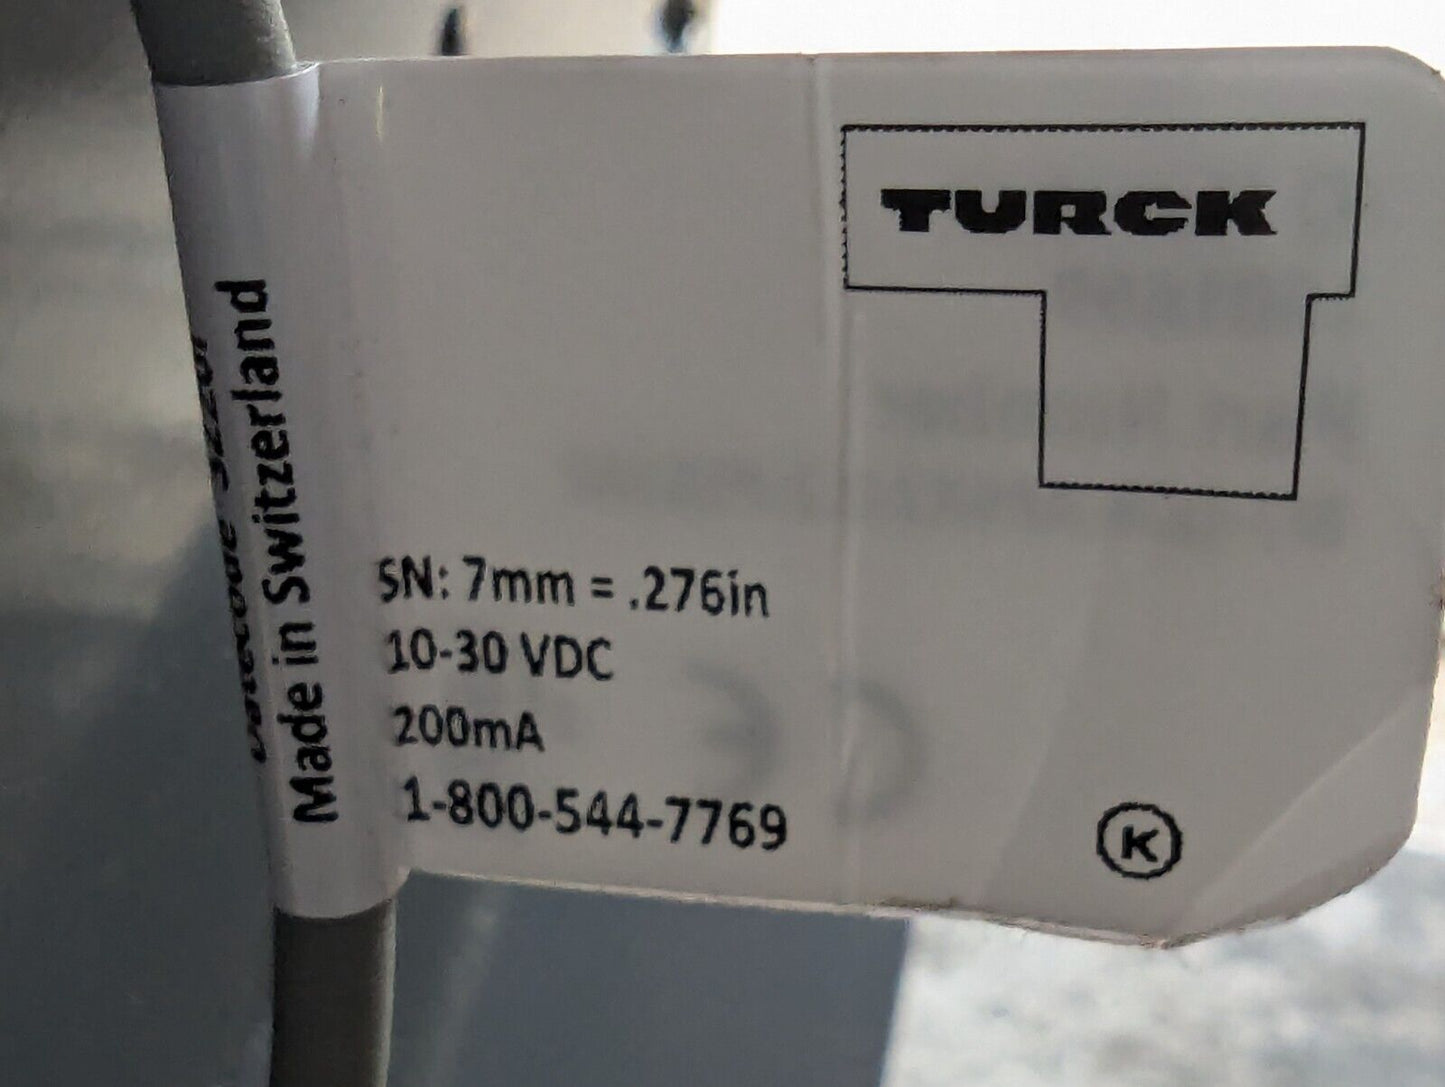 TURCK
Made in Switzerland
SN: 7mm = .276in
10-30 VDC
200mA
1-800-544-7769
K